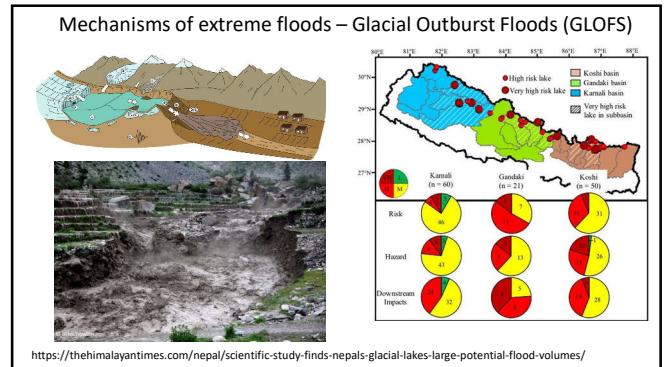 Mechanisms of extreme floods – Glacial Outburst Floods (GLOFS)
80°E 81°E 82°E 83°E 84°E 85°E 86°E 87°E 88°E
30°N
29°N
28°N
27°N
High risk lake
Very high risk lake
Koshi basin
Gandaki basin
Karnali basin
Very high risk
lake in subbasin
L
H M
Karnali
(n = 60)
Gandaki
(n = 21)
Koshi
(n = 50)
Risk
46
7
31
Hazard
43
13
26
Downstream
Impacts
32
5
28
https://thehimalayantimes.com/nepal/scientific-study-finds-nepals-glacial-lakes-large-potential-flood-volumes/